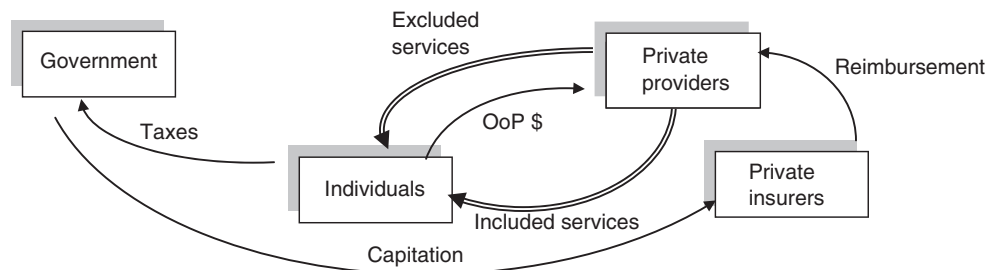 Excluded
services
Government
Private
providers
Reimbursement
OoP $
Taxes
Private
insurers
Individuals
Included services
Capitation